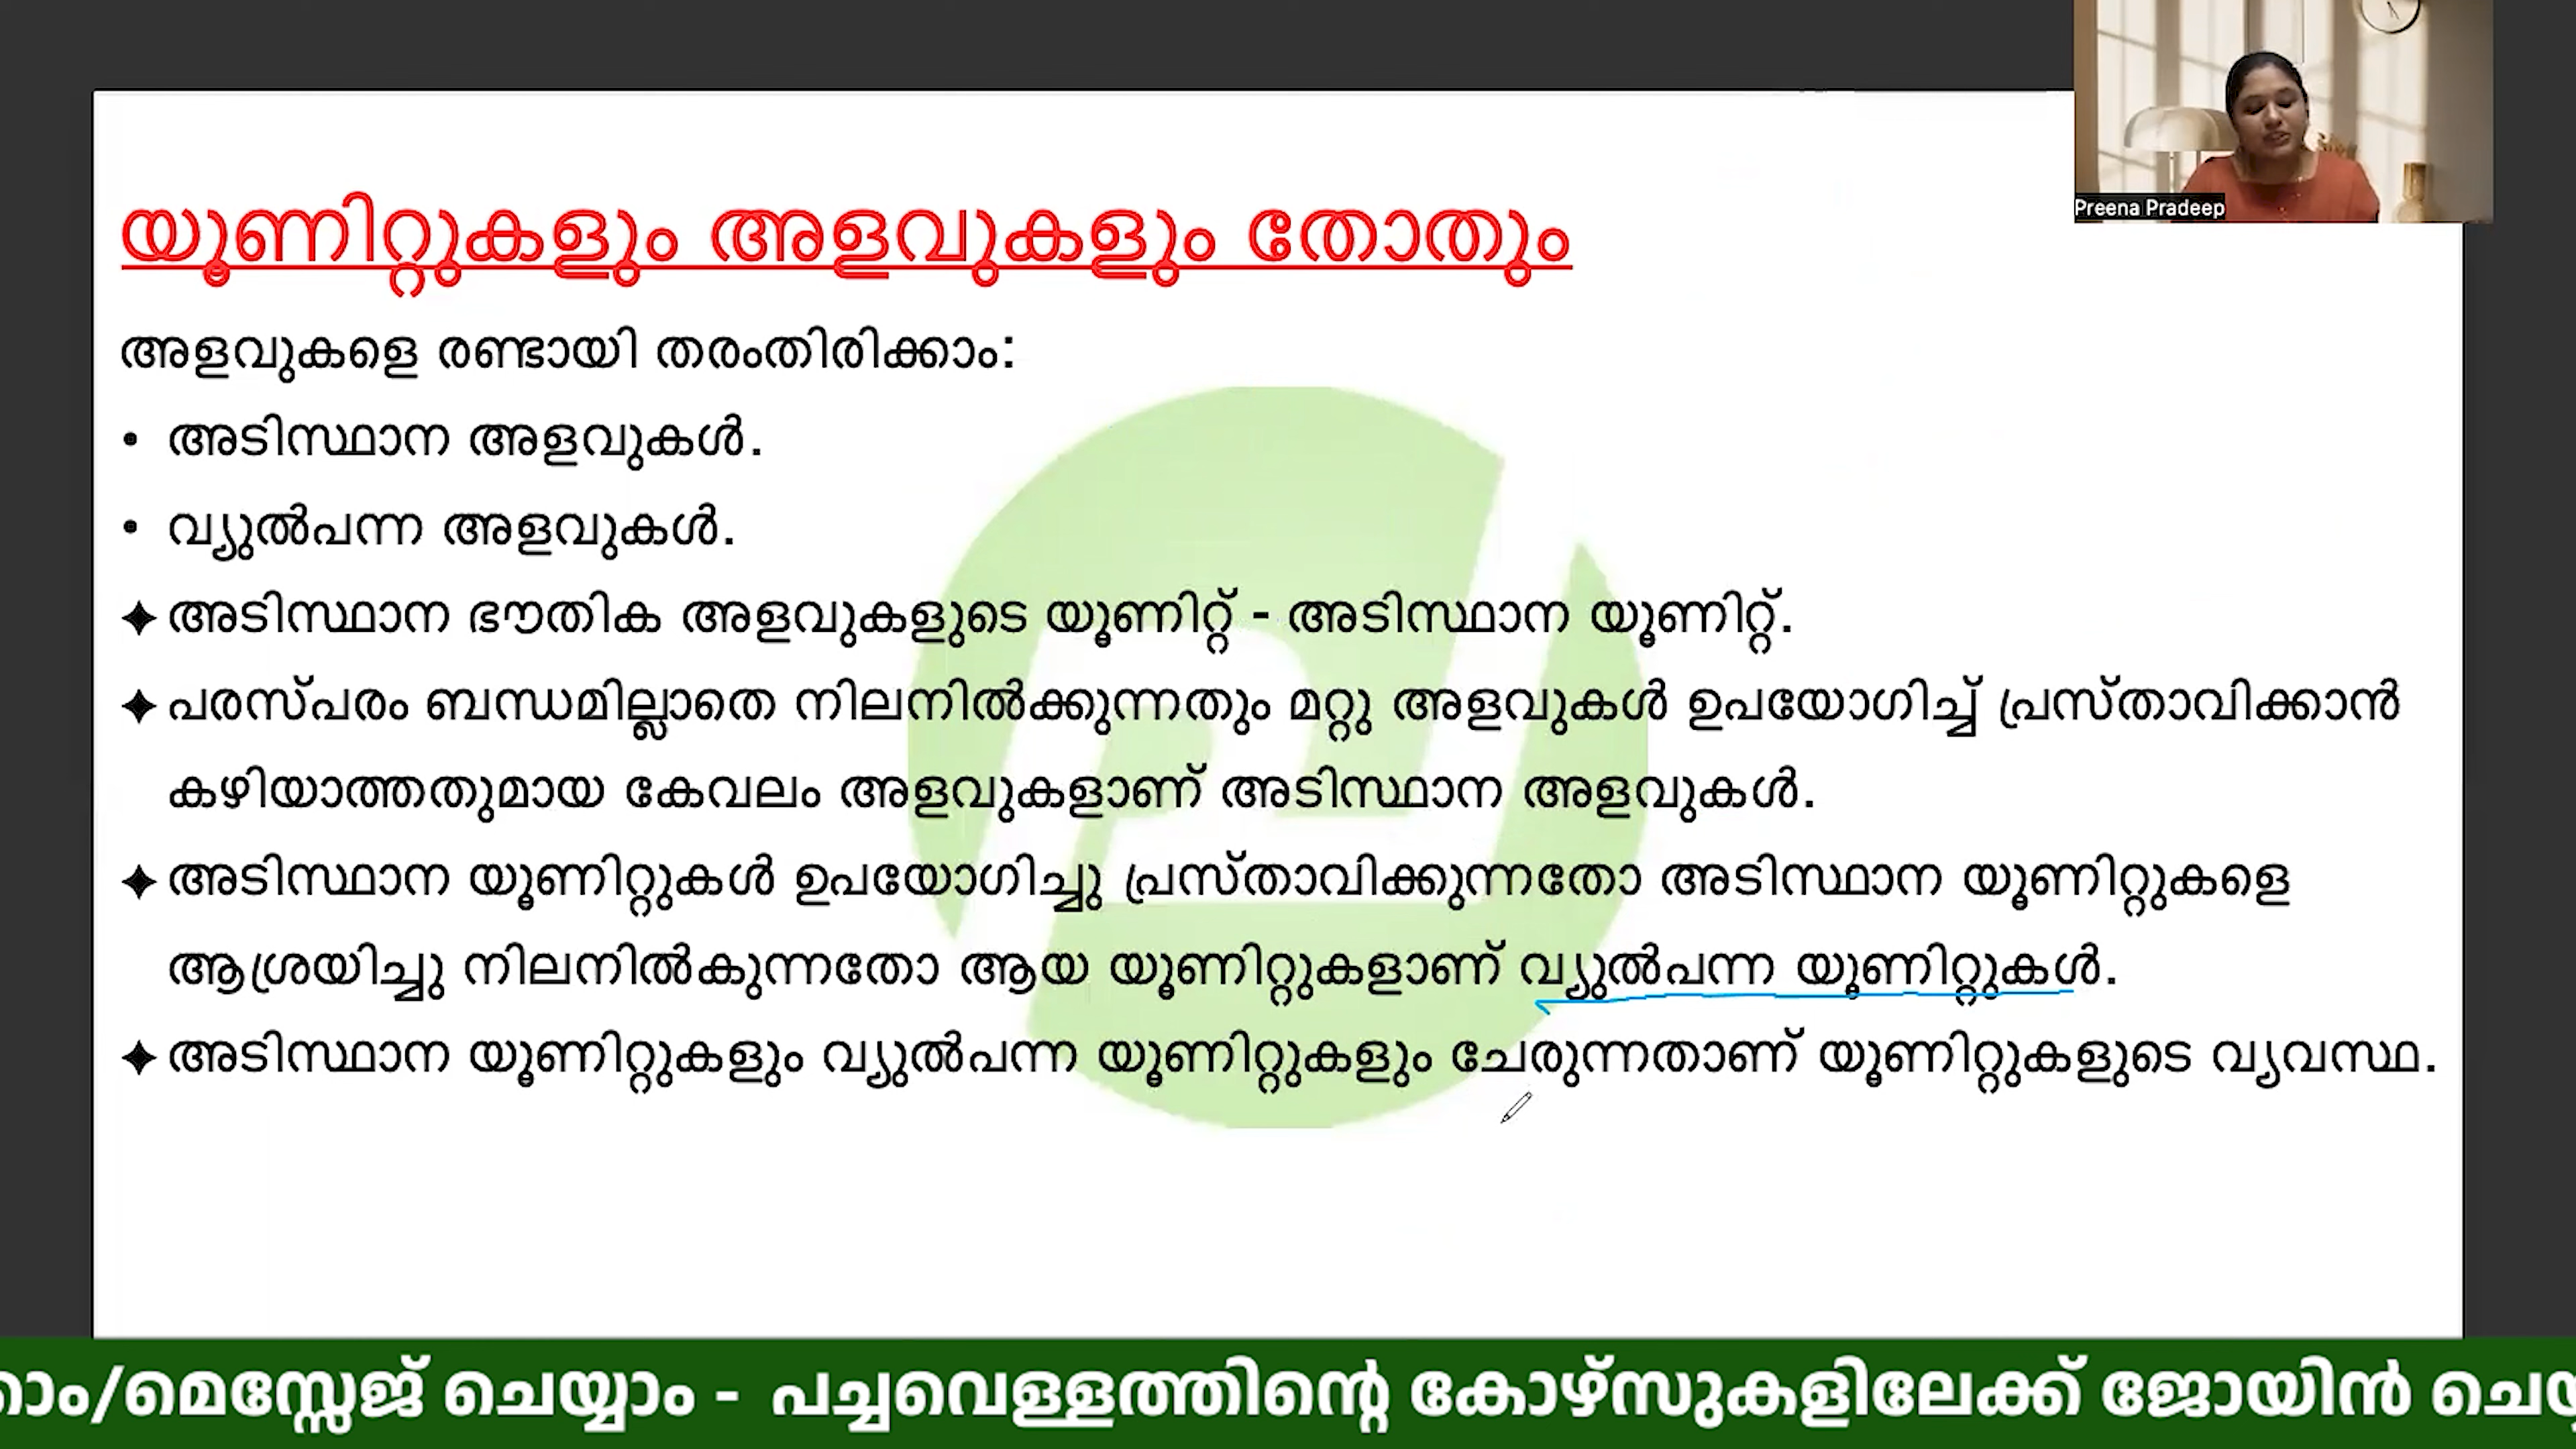 Preena Pradeep
യൂണിറ്റുകളും അളവുകളും തോതും
അളവുകളെ രണ്ടായി തരംതിരിക്കാം:
• അടിസ്ഥാന അളവുകൾ.
• വ്യുൽപന്ന അളവുകൾ.
✦ അടിസ്ഥാന ഭൗതിക അളവുകളുടെ യൂണിറ്റ് - അടിസ്ഥാന യൂണിറ്റ്.
✦ പരസ്പരം ബന്ധമില്ലാതെ നിലനിൽക്കുന്നതും മറ്റു അളവുകൾ ഉപയോഗിച്ച് പ്രസ്താവിക്കാൻ
കഴിയാത്തതുമായ കേവലം അളവുകളാണ് അടിസ്ഥാന അളവുകൾ.
✦ അടിസ്ഥാന യൂണിറ്റുകൾ ഉപയോഗിച്ചു പ്രസ്താവിക്കുന്നതോ അടിസ്ഥാന യൂണിറ്റുകളെ
ആശ്രയിച്ചു നിലനിൽകുന്നതോ ആയ യൂണിറ്റുകളാണ് വ്യുൽപന്ന യൂണിറ്റുകൾ.
✦ അടിസ്ഥാന യൂണിറ്റുകളും വ്യുൽപന്ന യൂണിറ്റുകളും ചേരുന്നതാണ് യൂണിറ്റുകളുടെ വ്യവസ്ഥ.
/മെസ്സേജ് ചെയ്യാം - പച്ചവെള്ളത്തിന്റെ കോഴ്സുകളിലേക്ക് ജോയിൻ